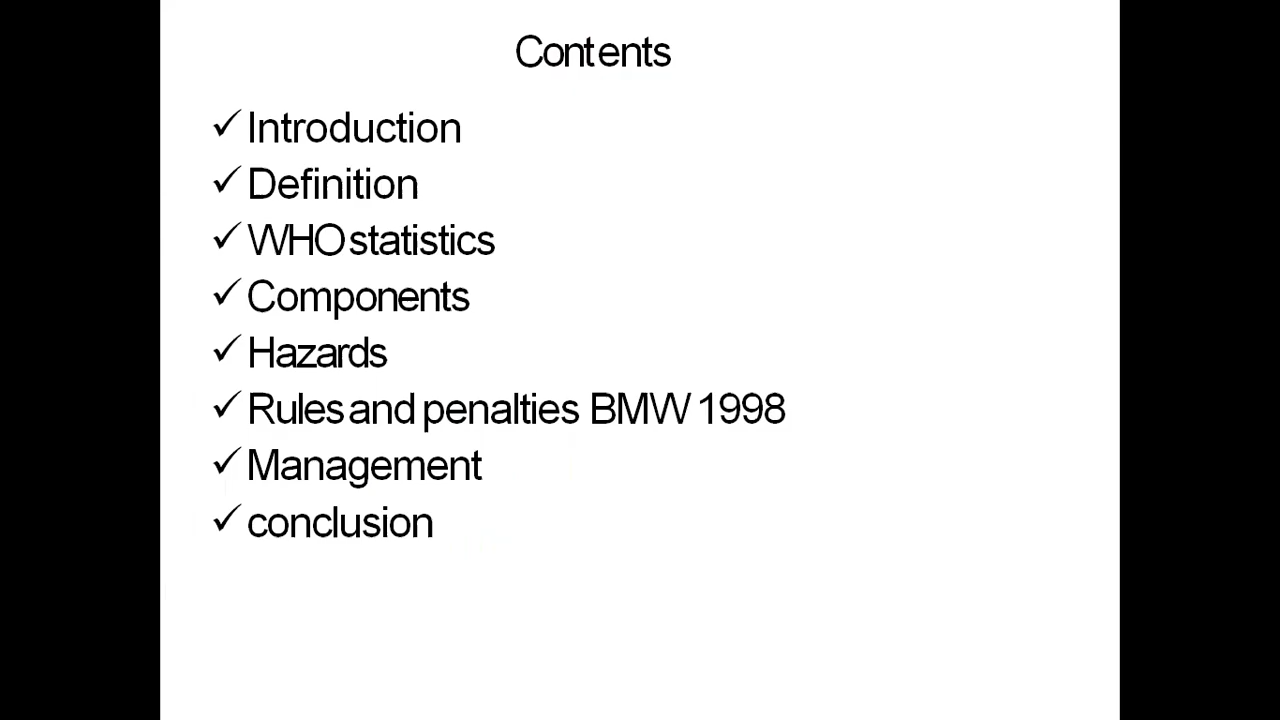 Contents
✓ Introduction
✓ Definition
✓ WHO statistics
✓ Components
✓ Hazards
✓ Rules and penalties BMW 1998
✓ Management
✓ conclusion